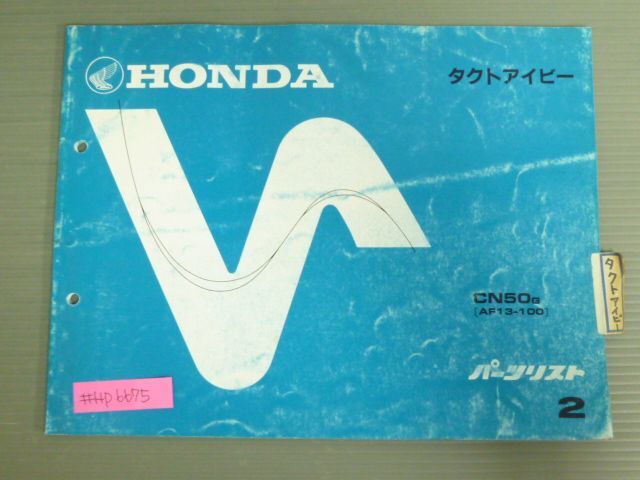 HONDA
タクトアイビー
CN50G
[AF13-100]
タクトアイビー
パーツリスト
#HD6675
2